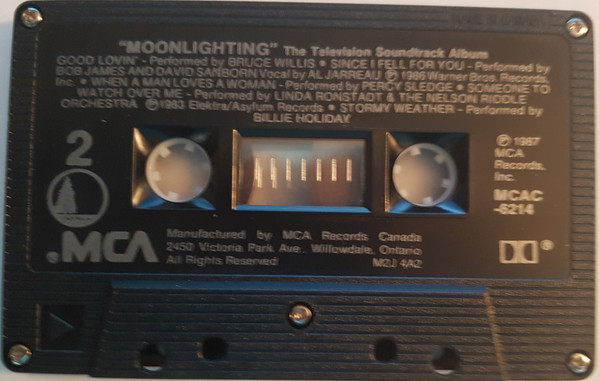 "MOONLIGHTING" The Television Soundtrack Album
GOOD LOVIN' - Performed by BRUCE WILLIS • SINCE I FELL FOR YOU - Performed by
BOB JAMES AND DAVID SANBORN Vocal by AL JARREAU ℗ 1986 Warner Bros. Records,
Inc. • WHEN A MAN LOVES A WOMAN - Performed by PERCY SLEDGE • SOMEONE TO
WATCH OVER ME - Performed by LINDA RONSTADT & THE NELSON RIDDLE
ORCHESTRA ℗ 1983 Elektra/Asylum Records • STORMY WEATHER - Performed by
BILLIE HOLIDAY
2
℗ 1987
MCA
Records,
Inc.
MCAC
-6214
®MCA
Manufactured by MCA Records Canada
2450 Victoria Park Ave., Willowdale, Ontario
All Rights Reserved M2J 4A2
®